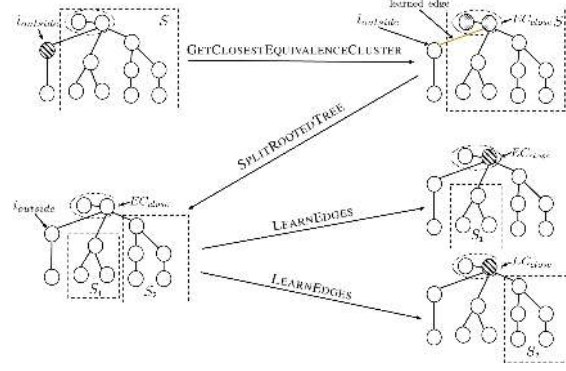 learned edge
i_outside
S
i_outside
EC_close
S
GETCLOSESTEQUIVALENCECLUSTER
SPLITROOTEDTREE
EC_close
i_outside
EC_close
LEARNEDGES
S_1
S_1
S_2
LEARNEDGES
EC_close
S_2